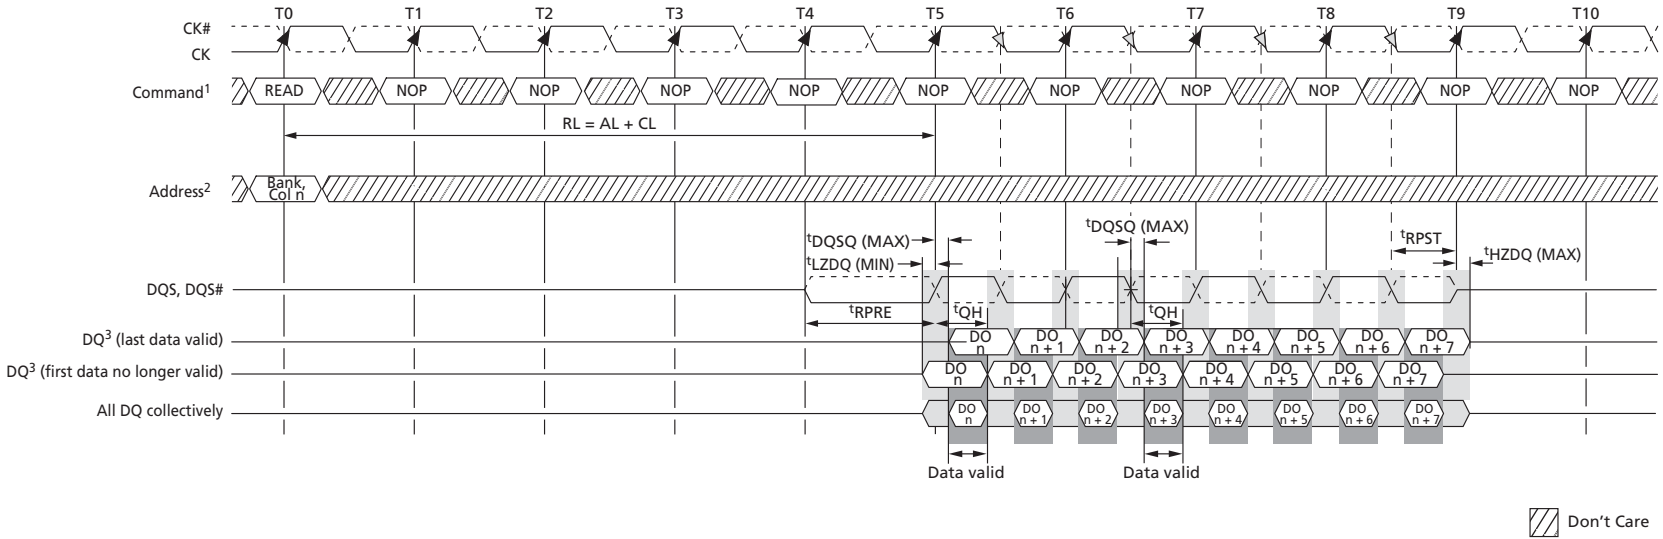 T0 T1 T2 T3 T4 T5 T6 T7 T8 T9 T10
CK#
CK
Command1 READ NOP NOP NOP NOP NOP NOP NOP NOP NOP NOP
RL = AL + CL
Address2 Bank,
Col n
tDQSQ (MAX) tDQSQ (MAX) tRPST
tLZDQ (MIN) tHZDQ (MAX)
DQS, DQS#
tRPRE tQH tQH
DQ3 (last data valid) DO
n DO
n + 1 DO
n + 2 DO
n + 3 DO
n + 4 DO
n + 5 DO
n + 6 DO
n + 7
DQ3 (first data no longer valid) DO
n DO
n + 1 DO
n + 2 DO
n + 3 DO
n + 4 DO
n + 5 DO
n + 6 DO
n + 7
All DQ collectively DO
n DO
n + 1 DO
n + 2 DO
n + 3 DO
n + 4 DO
n + 5 DO
n + 6 DO
n + 7
Data valid Data valid
Don't Care